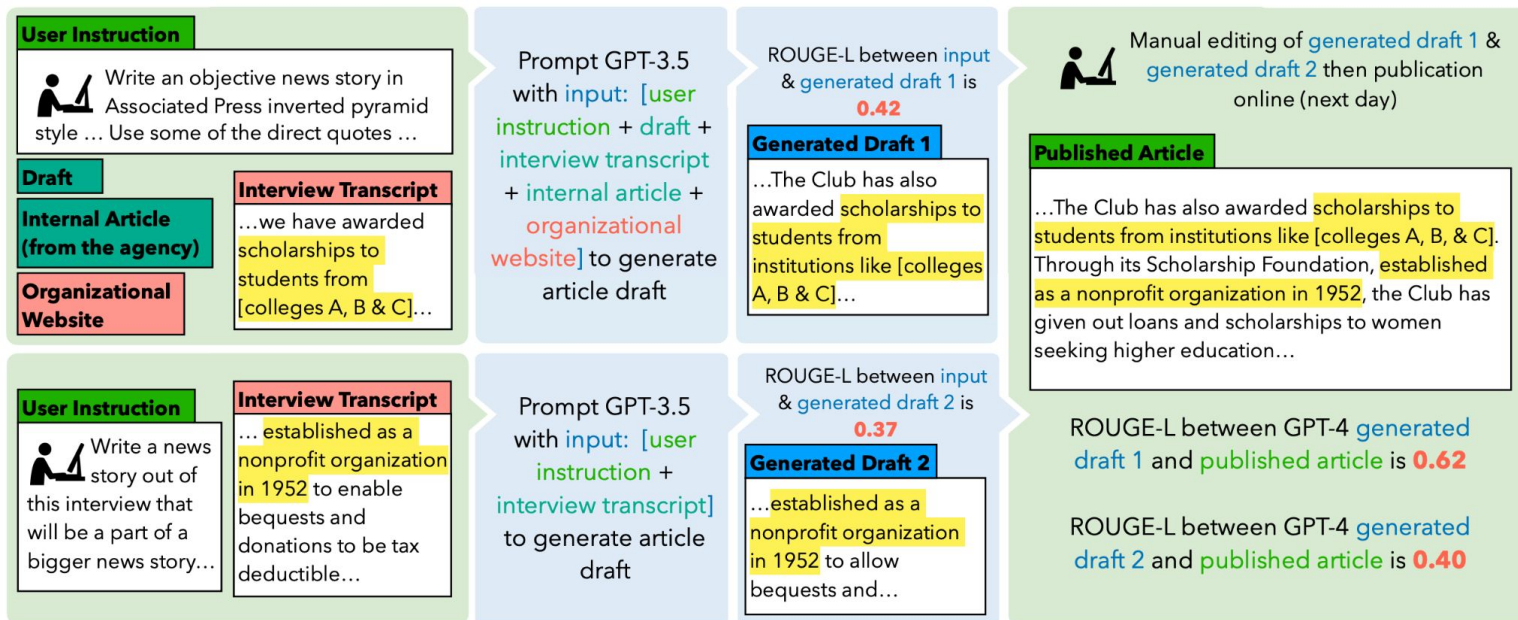 User Instruction
Write an objective news story in
Associated Press inverted pyramid
style ... Use some of the direct quotes ...
Draft
Internal Article
(from the agency)
Organizational
Website
Interview Transcript
...we have awarded
scholarships to
students from
[colleges A, B & C]...
Prompt GPT-3.5
with input: [user
instruction + draft +
interview transcript
+ internal article +
organizational
website] to generate
article draft
ROUGE-L between input
& generated draft 1 is
0.42
Generated Draft 1
...The Club has also
awarded scholarships to
students from
institutions like [colleges
A, B & C]...
User Instruction
Write a news
story out of
this interview that
will be a part of a
bigger news story...
Interview Transcript
... established as a
nonprofit organization
in 1952 to enable
bequests and
donations to be tax
deductible...
Prompt GPT-3.5
with input: [user
instruction +
interview transcript]
to generate article
draft
ROUGE-L between input
& generated draft 2 is
0.37
Generated Draft 2
...established as a
nonprofit organization
in 1952 to allow
bequests and...
Manual editing of generated draft 1 &
generated draft 2 then publication
online (next day)
Published Article
...The Club has also awarded scholarships to
students from institutions like [colleges A, B, & C].
Through its Scholarship Foundation, established
as a nonprofit organization in 1952, the Club has
given out loans and scholarships to women
seeking higher education...
ROUGE-L between GPT-4 generated
draft 1 and published article is 0.62
ROUGE-L between GPT-4 generated
draft 2 and published article is 0.40